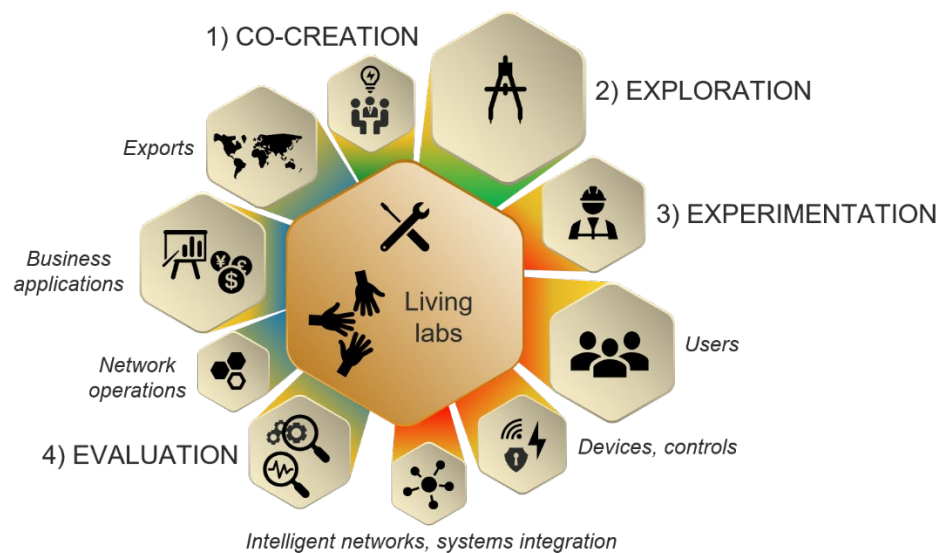 1) CO-CREATION
2) EXPLORATION
Exports
3) EXPERIMENTATION
Business
applications
¥ £
$
Living
labs
Users
Network
operations
4) EVALUATION
Devices, controls
Intelligent networks, systems integration